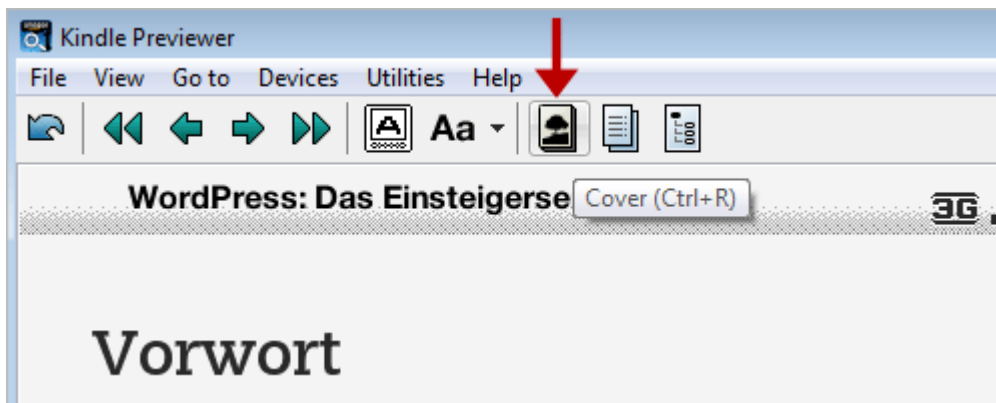 Kindle Previewer
File View Go to Devices Utilities Help
A Aa
WordPress: Das Einsteigerse
Cover (Ctrl+R)
3G
Vorwort